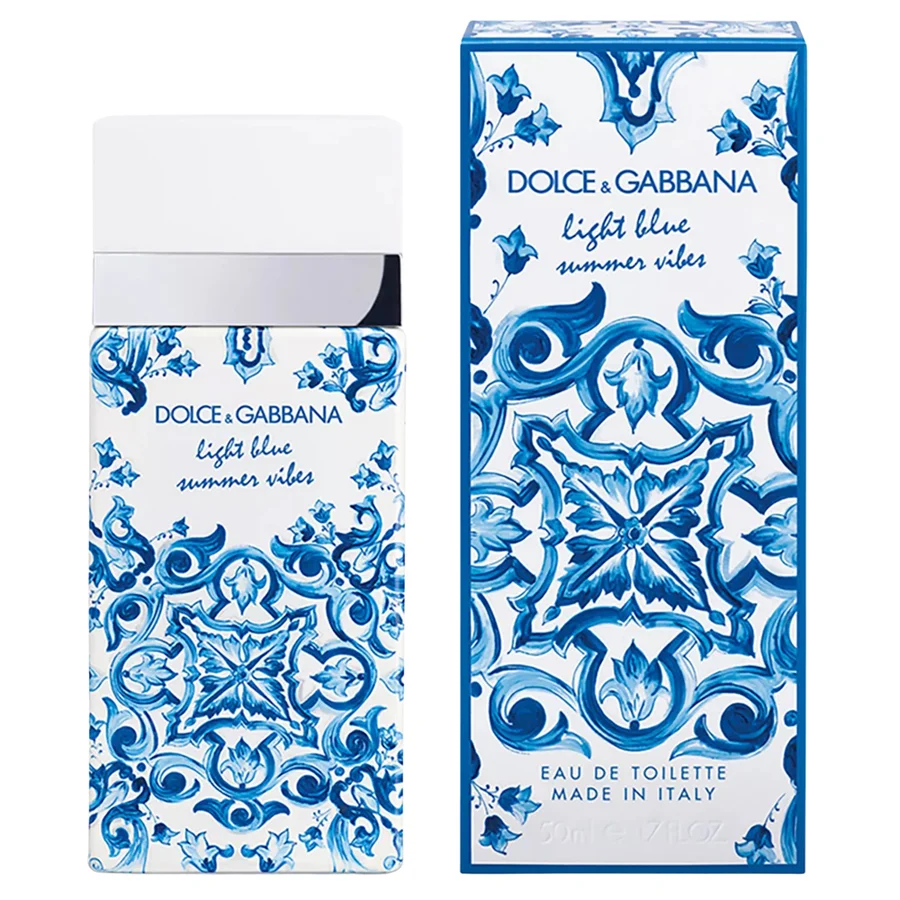 DOLCE & GABBANA
light blue
summer vibes
DOLCE & GABBANA
light blue
summer vibes
EAU DE TOILETTE
MADE IN ITALY
50ml e 1.7 FL.OZ.